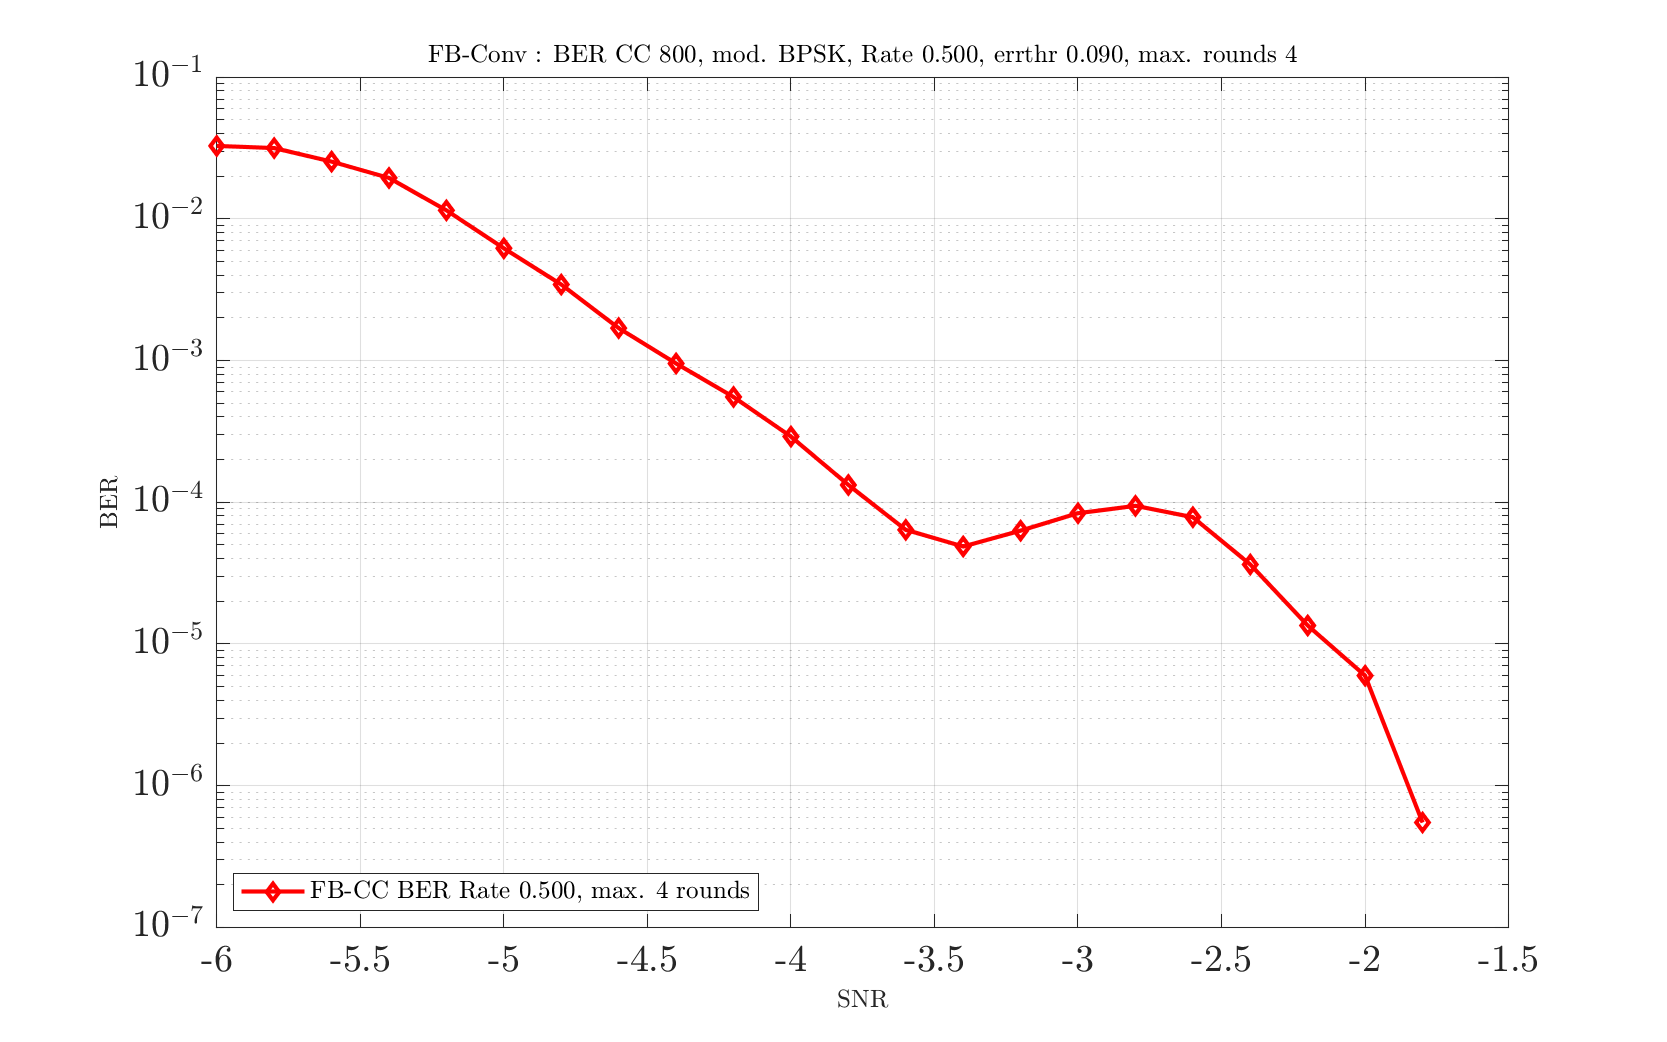 FB-Conv : BER CC 800, mod. BPSK, Rate 0.500, errthr 0.090, max. rounds 4
10^{-1}
10^{-2}
10^{-3}
10^{-4}
10^{-5}
10^{-6}
10^{-7}
BER
FB-CC BER Rate 0.500, max. 4 rounds
-6 -5.5 -5 -4.5 -4 -3.5 -3 -2.5 -2 -1.5
SNR